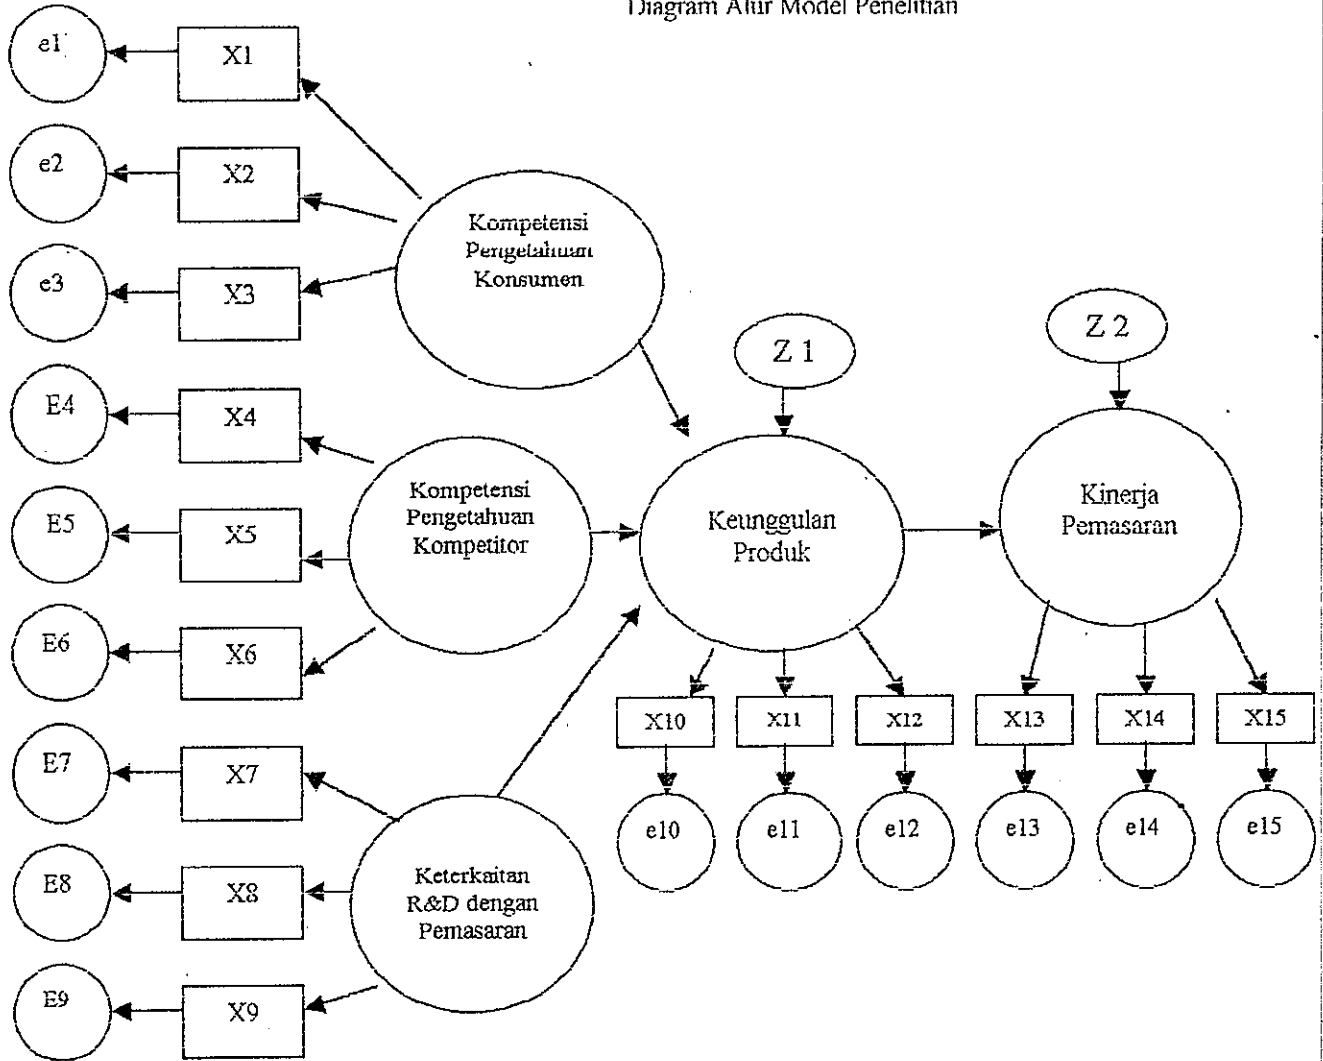 Diagram Alur Model Penelitian
e1
X1
e2
X2
e3
X3
Kompetensi
Pengetahuan
Konsumen
Z 1
Z 2
E4
X4
E5
X5
E6
X6
Kompetensi
Pengetahuan
Kompetitor
Keunggulan
Produk
Kinerja
Pemasaran
X10
X11
X12
X13
X14
X15
e10
e11
e12
e13
e14
e15
E7
X7
E8
X8
E9
X9
Keterkaitan
R&D dengan
Pemasaran